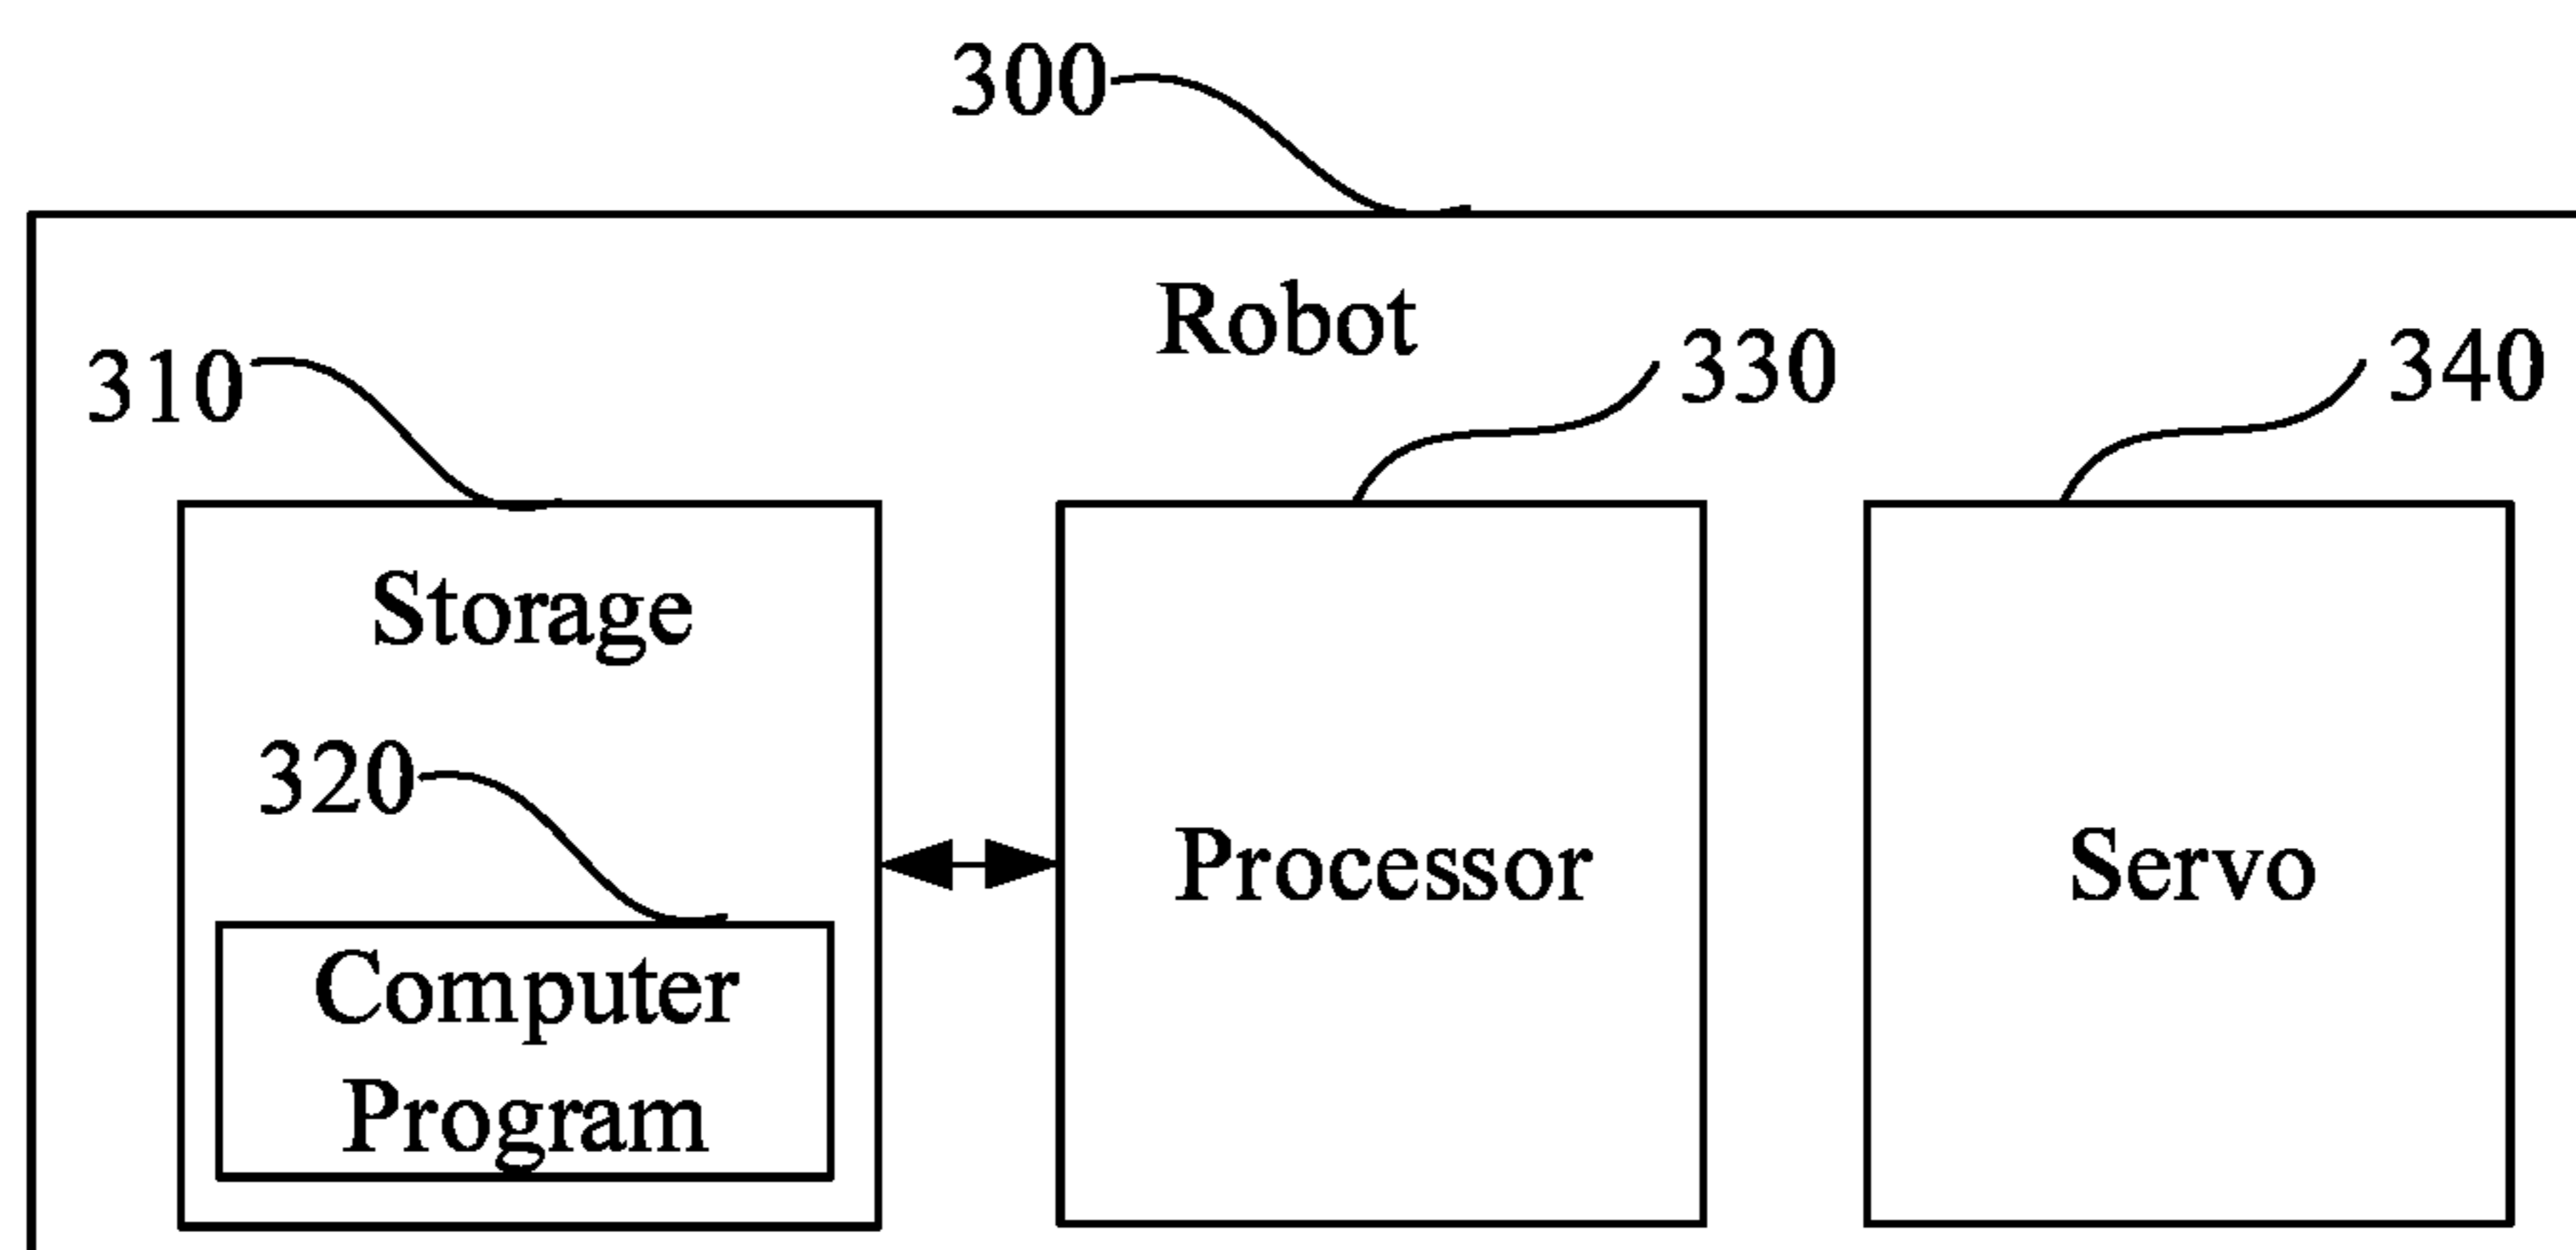 300
Robot
310
330
340
Storage
320
Processor
Servo
Computer
Program